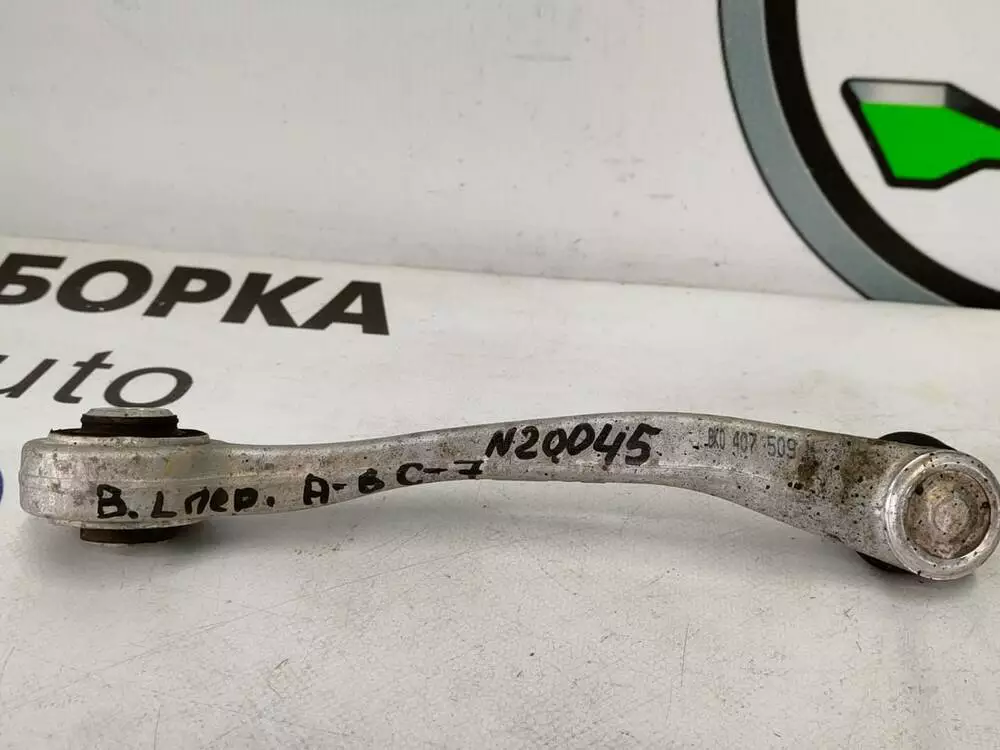 БОРКА
uto
N20045
8K0 407 509
В. L пер. А-6 С-7